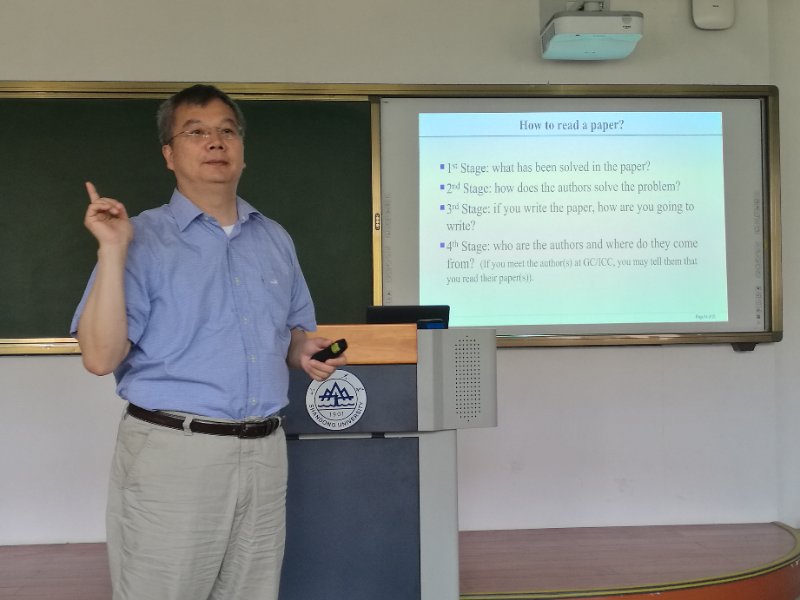 How to read a paper?
1st Stage: what has been solved in the paper?
2nd Stage: how does the authors solve the problem?
3rd Stage: if you write the paper, how are you going to
write?
4th Stage: who are the authors and where do they come
from? (If you meet the author(s) at GC/ICC, you may tell them that
you read their paper(s)).
1901
SHANDONG UNIVERSITY